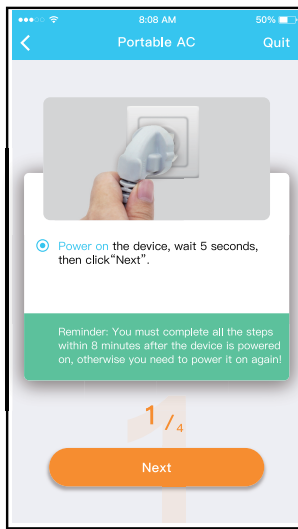 8:08 AM
50%
Portable AC
Quit
Power on the device, wait 5 seconds,
then click“Next”.
Reminder: You must complete all the steps
within 8 minutes after the device is powered
on, otherwise you need to power it on again!
1/4
Next